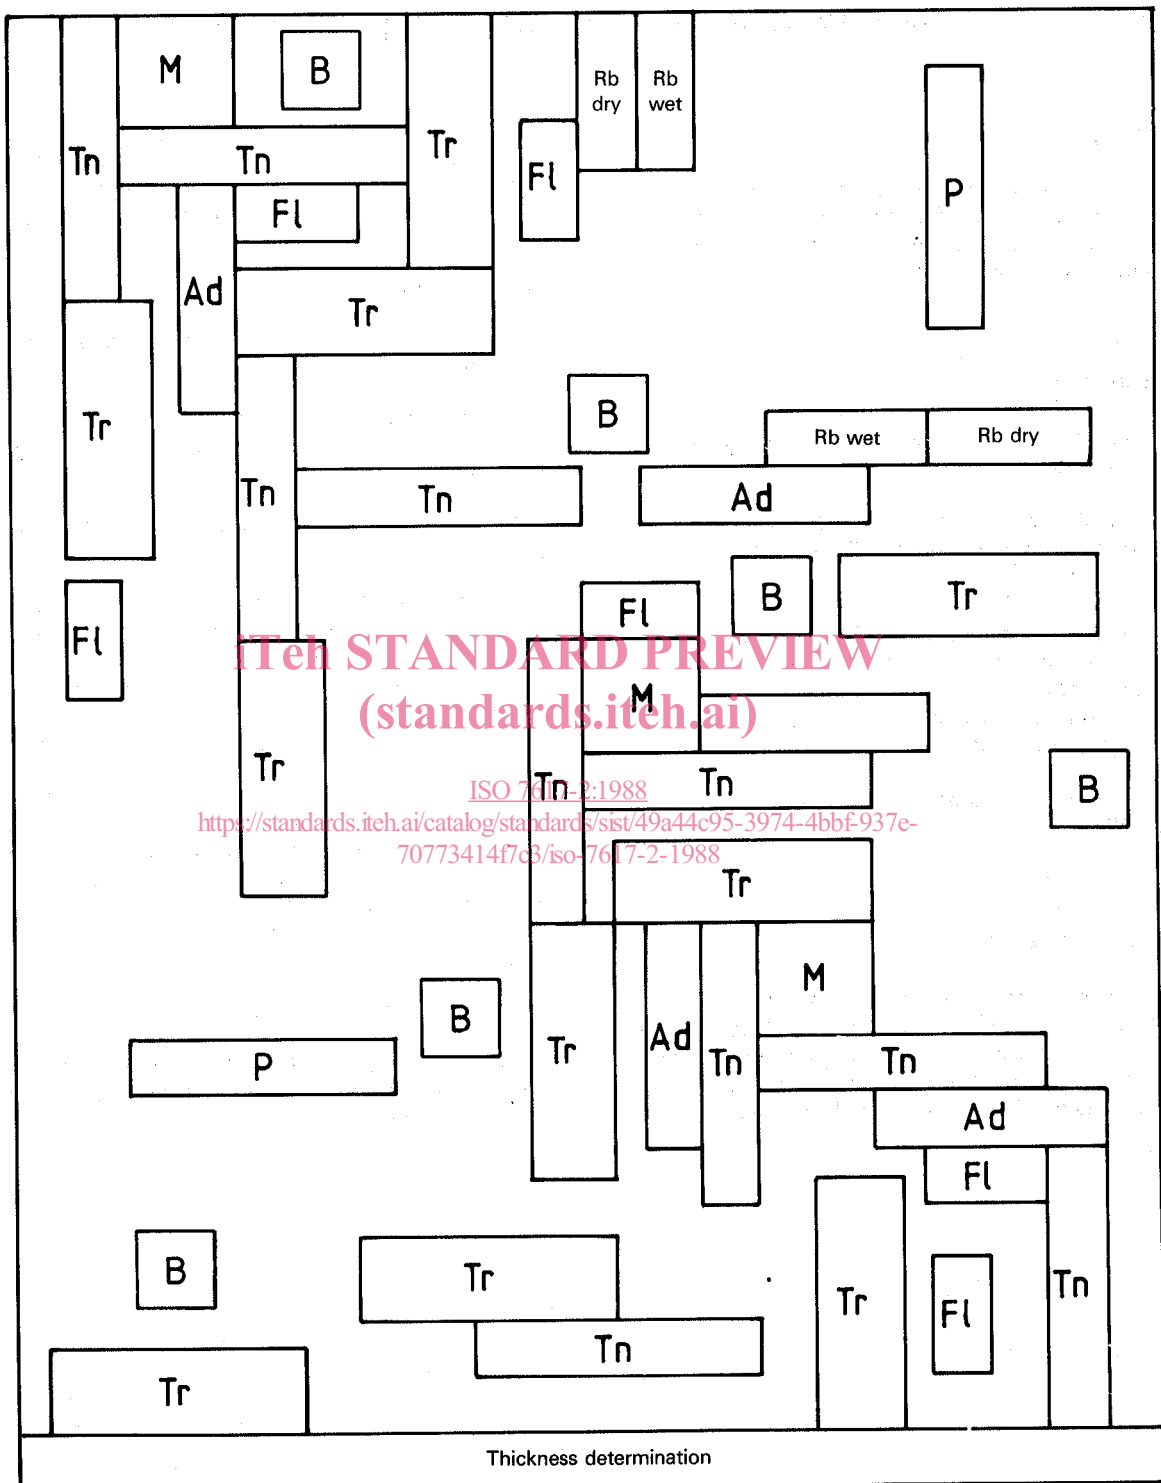 M
B
Rb
dry
Rb
wet
Tn
Tn
Tr
Fl
P
Fl
Ad
Tr
Tr
B
Rb wet
Rb dry
Tn
Tn
Ad
Fl
B
Tr
Fl
iTeh STANDARD PREVIEW
(standards.iteh.ai)
M
Tr
Tn
Tn
B
ISO 7617-2:1988
https://standards.iteh.ai/catalog/standards/sist/49a44c95-3974-4bbf-937e-
70773414f7c3/iso-7617-2-1988
Tr
M
B
Tr
Ad
Tn
Tn
P
Ad
Fl
B
Tr
Tr
Fl
Tn
Tn
Tr
Thickness determination